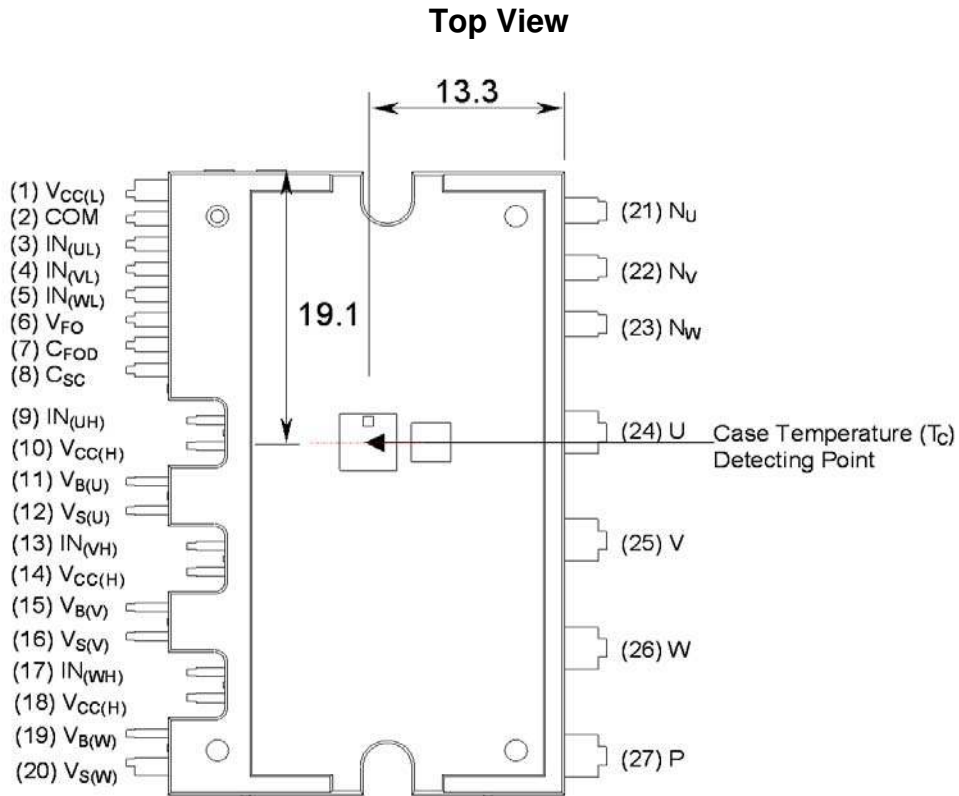 Top View
13.3
19.1
(1) VCC(L)
(2) COM
(3) IN(UL)
(4) IN(VL)
(5) IN(WL)
(6) VFO
(7) CFOD
(8) CSC
(9) IN(UH)
(10) VCC(H)
(11) VB(U)
(12) VS(U)
(13) IN(VH)
(14) VCC(H)
(15) VB(V)
(16) VS(V)
(17) IN(WH)
(18) VCC(H)
(19) VB(W)
(20) VS(W)
(21) NU
(22) NV
(23) NW
(24) U
Case Temperature (TC)
Detecting Point
(25) V
(26) W
(27) P